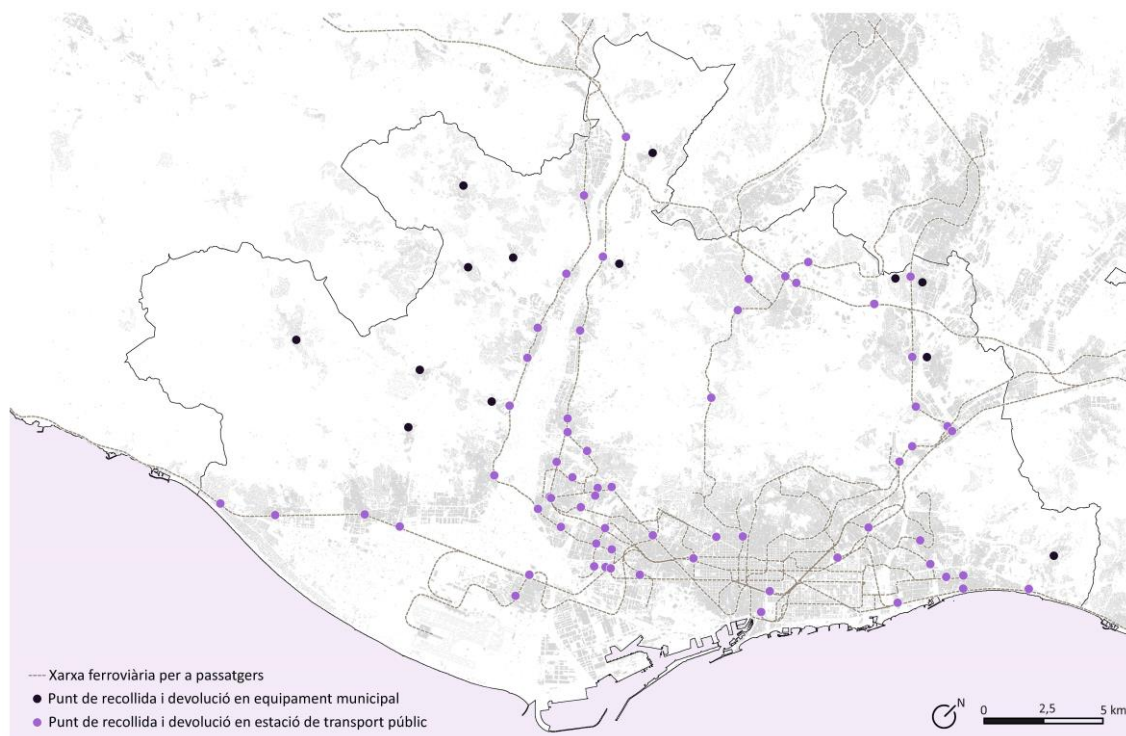 Xarxa ferroviària per a passatgers
Punt de recollida i devolució en equipament municipal
Punt de recollida i devolució en estació de transport públic
N
0 2,5 5 km